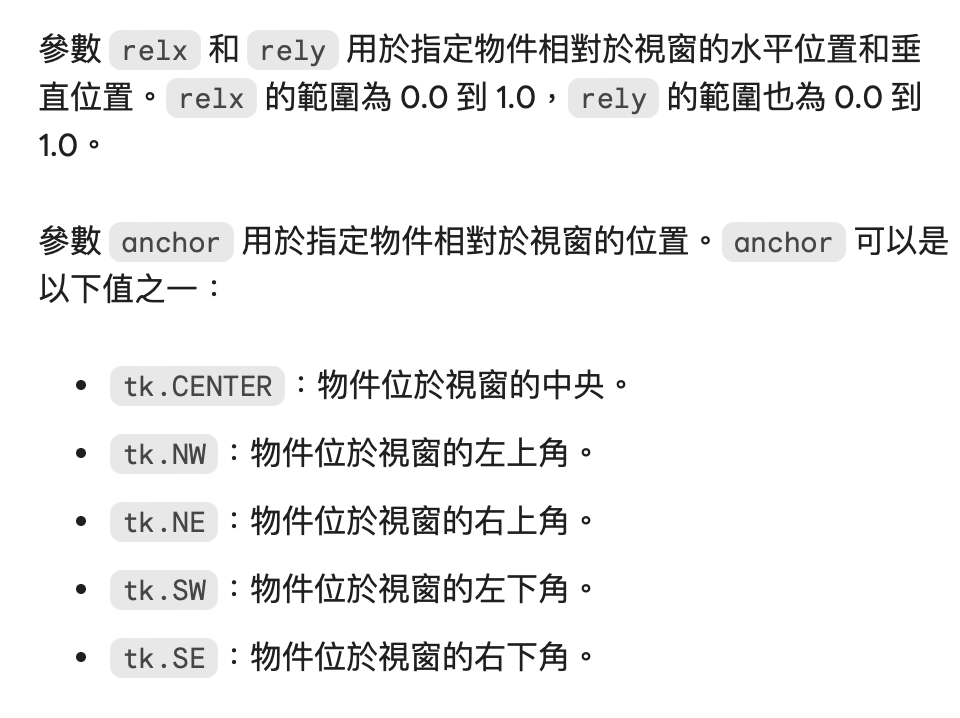 參數 relx 和 rely 用於指定物件相對於視窗的水平位置和垂
直位置。relx 的範圍為 0.0 到 1.0，rely 的範圍也為 0.0 到
1.0。
參數 anchor 用於指定物件相對於視窗的位置。anchor 可以是
以下值之一：
• tk.CENTER：物件位於視窗的中央。
• tk.NW：物件位於視窗的左上角。
• tk.NE：物件位於視窗的右上角。
• tk.SW：物件位於視窗的左下角。
• tk.SE：物件位於視窗的右下角。